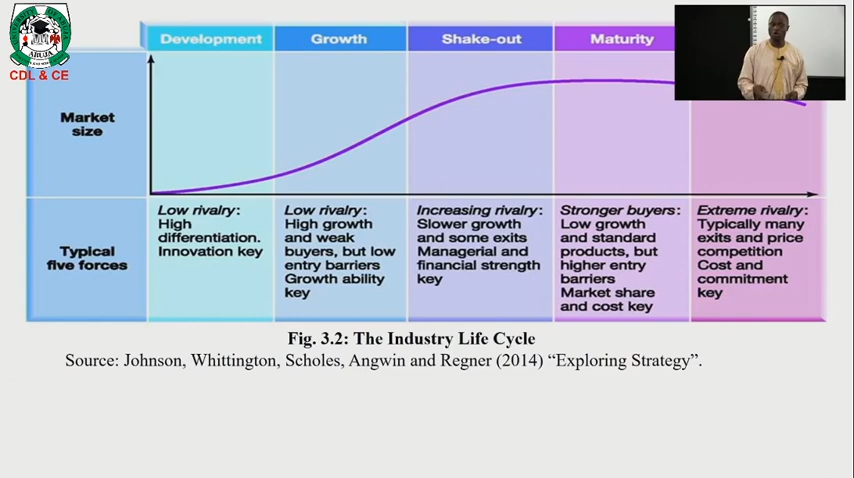 ABUJA
CDL & CE
Development
Growth
Shake-out
Maturity
Market
size
Typical
five forces
Low rivalry:
High
differentiation.
Innovation key
Low rivalry:
High growth
and weak
buyers, but low
entry barriers
Growth ability
key
Increasing rivalry:
Slower growth
and some exits
Managerial and
financial strength
key
Stronger buyers:
Low growth
and standard
products, but
higher entry
barriers
Market share
and cost key
Extreme rivalry:
Typically many
exits and price
competition
Cost and
commitment
key
Fig. 3.2: The Industry Life Cycle
Source: Johnson, Whittington, Scholes, Angwin and Regner (2014) “Exploring Strategy”.